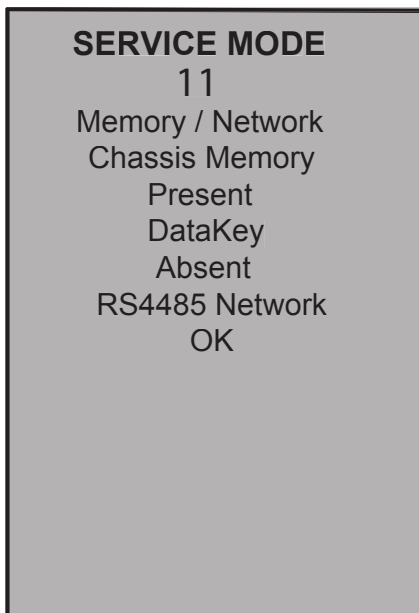 SERVICE MODE
11
Memory / Network
Chassis Memory
Present
DataKey
Absent
RS4485 Network
OK